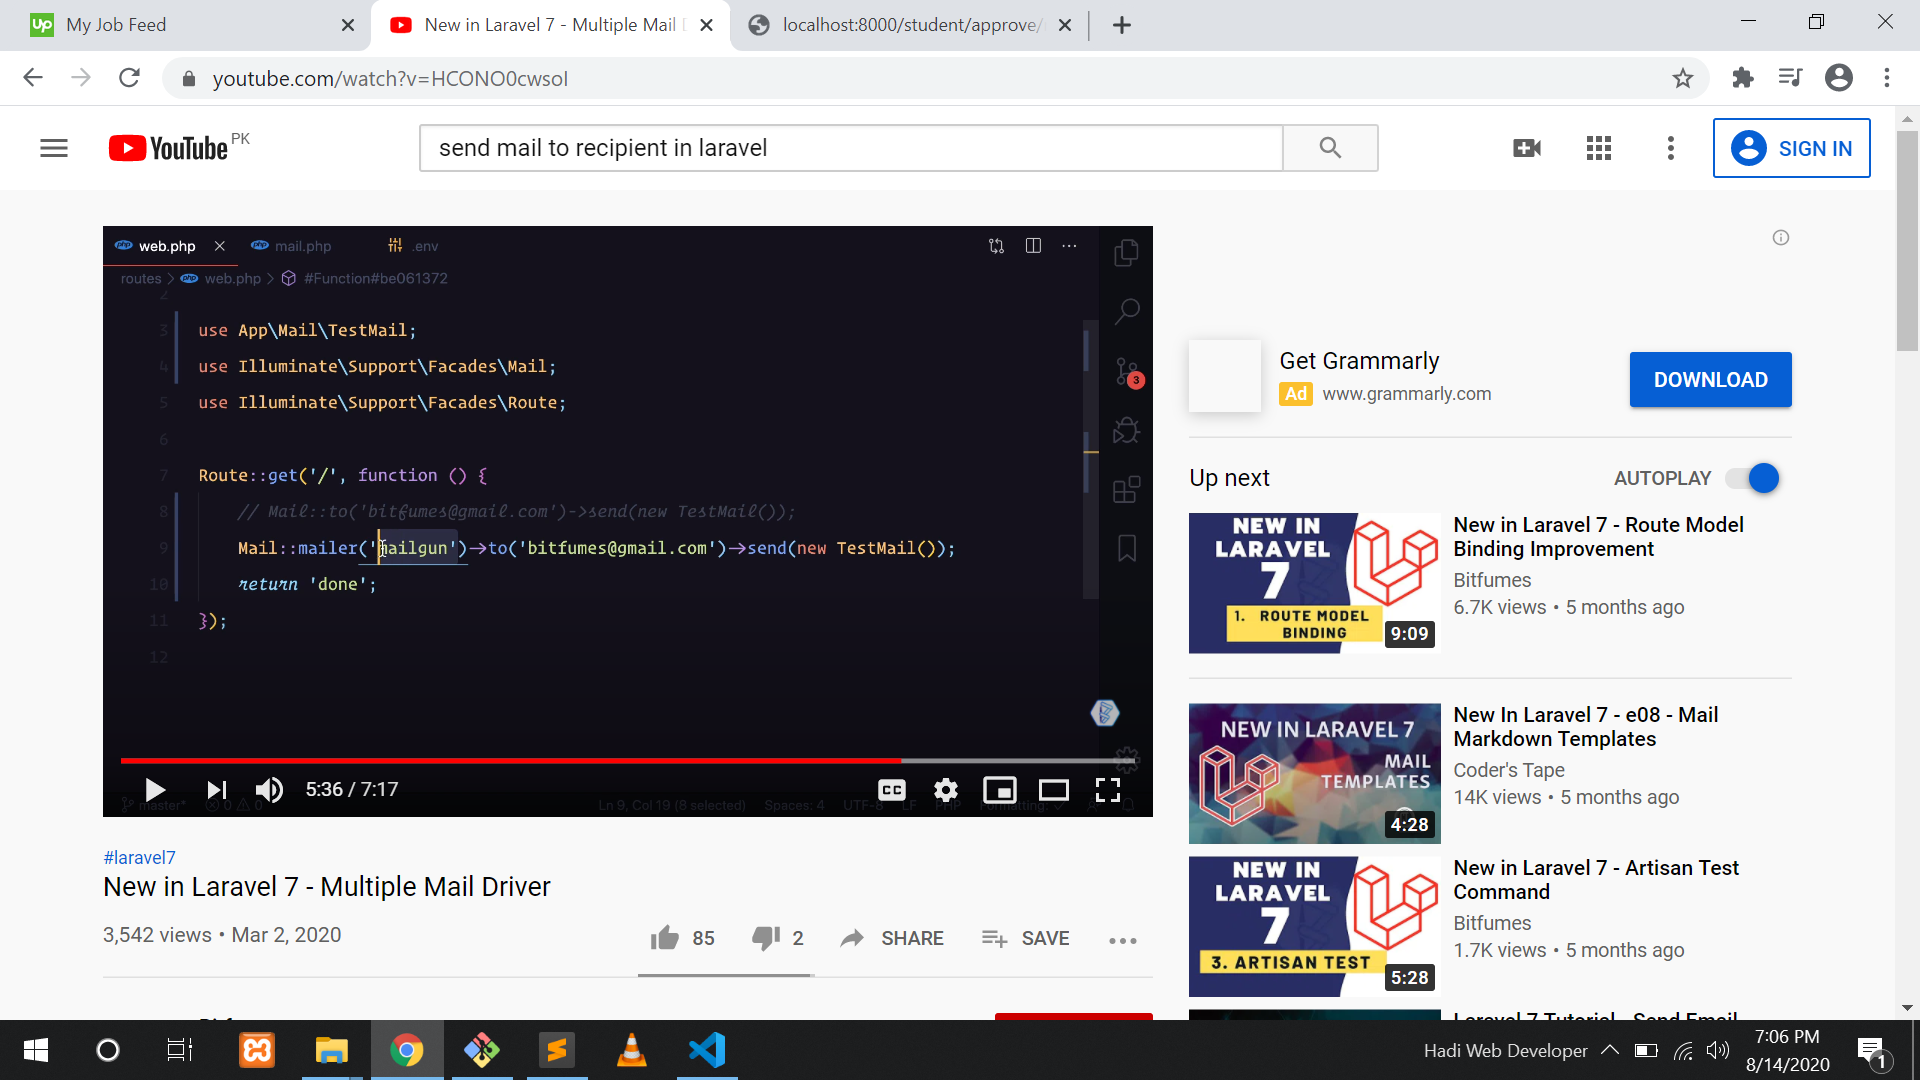 My Job Feed
New in Laravel 7 - Multiple Mail
localhost:8000/student/approve/
youtube.com/watch?v=HCONO0cwsoI
YouTube PK
send mail to recipient in laravel
SIGN IN
web.php
mail.php
.env
routes > web.php > #Function#be061372
2
3 use App\Mail\TestMail;
4 use Illuminate\Support\Facades\Mail;
5 use Illuminate\Support\Facades\Route;
6
7 Route::get('/', function () {
8 // Mail::to('bitfumes@gmail.com')->send(new TestMail());
9 Mail::mailer('mailgun')->to('bitfumes@gmail.com')->send(new TestMail());
10 return 'done';
11 });
12
3
5:36 / 7:17
CC
master* 0 0 Ln 9, Col 19 (8 selected) Spaces: 4 UTF-8 LF PHP Formatting:
#laravel7
New in Laravel 7 - Multiple Mail Driver
3,542 views • Mar 2, 2020
85
2
SHARE
SAVE
Get Grammarly
Ad www.grammarly.com
DOWNLOAD
Up next
AUTOPLAY
NEW IN
LARAVEL
7
1. ROUTE MODEL
BINDING
9:09
New in Laravel 7 - Route Model
Binding Improvement
Bitfumes
6.7K views • 5 months ago
NEW IN LARAVEL 7
MAIL
TEMPLATES
4:28
New In Laravel 7 - e08 - Mail
Markdown Templates
Coder's Tape
14K views • 5 months ago
NEW IN
LARAVEL
7
3. ARTISAN TEST
5:28
New in Laravel 7 - Artisan Test
Command
Bitfumes
1.7K views • 5 months ago
Laravel 7 Tutorial - Send Email
Hadi Web Developer
7:06 PM
8/14/2020
1